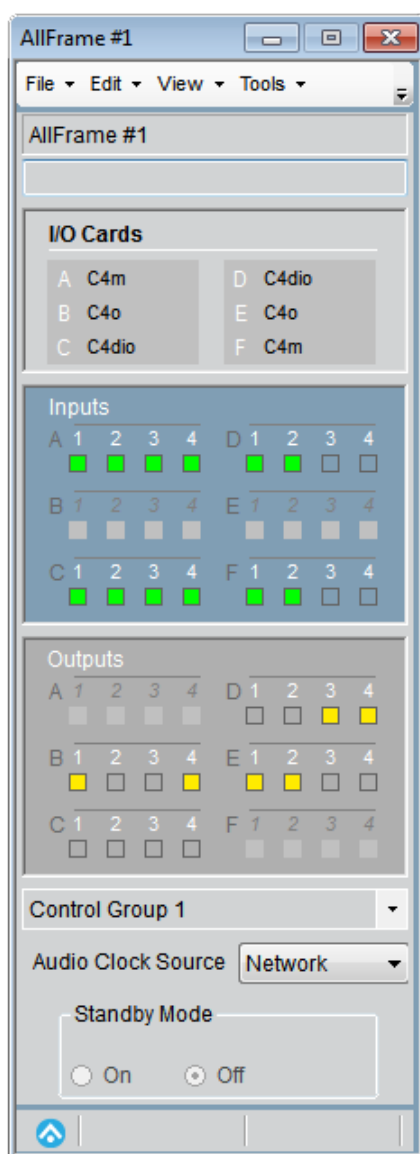 AllFrame #1
File Edit View Tools
AllFrame #1
I/O Cards
A C4m D C4dio
B C4o E C4o
C C4dio F C4m
Inputs
A 1 2 3 4 D 1 2 3 4
B 1 2 3 4 E 1 2 3 4
C 1 2 3 4 F 1 2 3 4
Outputs
A 1 2 3 4 D 1 2 3 4
B 1 2 3 4 E 1 2 3 4
C 1 2 3 4 F 1 2 3 4
Control Group 1
Audio Clock Source Network
Standby Mode
On Off